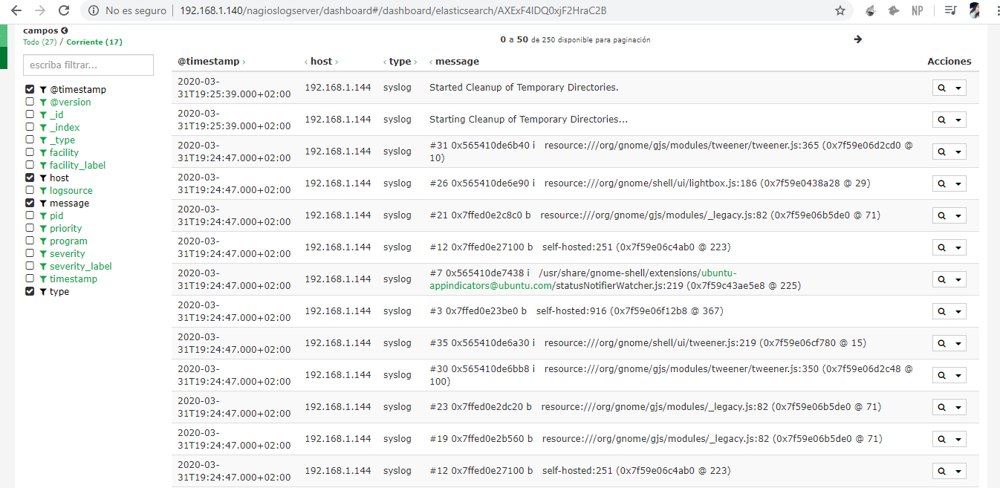 No es seguro | 192.168.1.140/nagioslogserver/dashboard#/dashboard/elasticsearch/AXExF4IDQ0xjF2HraC2B
NP
campos
Todo (27) / Corriente (17)
0 a 50 de 250 disponible para paginación
escriba filtrar...
@timestamp
@version
_id
_index
_type
facility
facility_label
host
logsource
message
pid
priority
program
severity
severity_label
timestamp
type
@timestamp › ‹ host › ‹ type › ‹ message Acciones
2020-03-
31T19:25:39.000+02:00 192.168.1.144 syslog Started Cleanup of Temporary Directories.
2020-03-
31T19:25:39.000+02:00 192.168.1.144 syslog Starting Cleanup of Temporary Directories...
2020-03-
31T19:24:47.000+02:00 192.168.1.144 syslog #31 0x565410de6b40 i resource:///org/gnome/gjs/modules/tweener/tweener.js:365 (0x7f59e06d2cd0 @
10)
2020-03-
31T19:24:47.000+02:00 192.168.1.144 syslog #26 0x565410de6e90 i resource:///org/gnome/shell/ui/lightbox.js:186 (0x7f59e0438a28 @ 29)
2020-03-
31T19:24:47.000+02:00 192.168.1.144 syslog #21 0x7ffed0e2c8c0 b resource:///org/gnome/gjs/modules/_legacy.js:82 (0x7f59e06b5de0 @ 71)
2020-03-
31T19:24:47.000+02:00 192.168.1.144 syslog #12 0x7ffed0e27100 b self-hosted:251 (0x7f59e06c4ab0 @ 223)
2020-03-
31T19:24:47.000+02:00 192.168.1.144 syslog #7 0x565410de7438 i /usr/share/gnome-shell/extensions/ubuntu-
appindicators@ubuntu.com/statusNotifierWatcher.js:219 (0x7f59c43ae5e8 @ 225)
2020-03-
31T19:24:47.000+02:00 192.168.1.144 syslog #3 0x7ffed0e23be0 b self-hosted:916 (0x7f59e06f12b8 @ 367)
2020-03-
31T19:24:47.000+02:00 192.168.1.144 syslog #35 0x565410de6a30 i resource:///org/gnome/shell/ui/tweener.js:219 (0x7f59e06cf780 @ 15)
2020-03-
31T19:24:47.000+02:00 192.168.1.144 syslog #30 0x565410de6bb8 i resource:///org/gnome/gjs/modules/tweener/tweener.js:350 (0x7f59e06d2c48 @
100)
2020-03-
31T19:24:47.000+02:00 192.168.1.144 syslog #23 0x7ffed0e2dc20 b resource:///org/gnome/gjs/modules/_legacy.js:82 (0x7f59e06b5de0 @ 71)
2020-03-
31T19:24:47.000+02:00 192.168.1.144 syslog #19 0x7ffed0e2b560 b resource:///org/gnome/gjs/modules/_legacy.js:82 (0x7f59e06b5de0 @ 71)
2020-03-
31T19:24:47.000+02:00 192.168.1.144 syslog #12 0x7ffed0e27100 b self-hosted:251 (0x7f59e06c4ab0 @ 223)